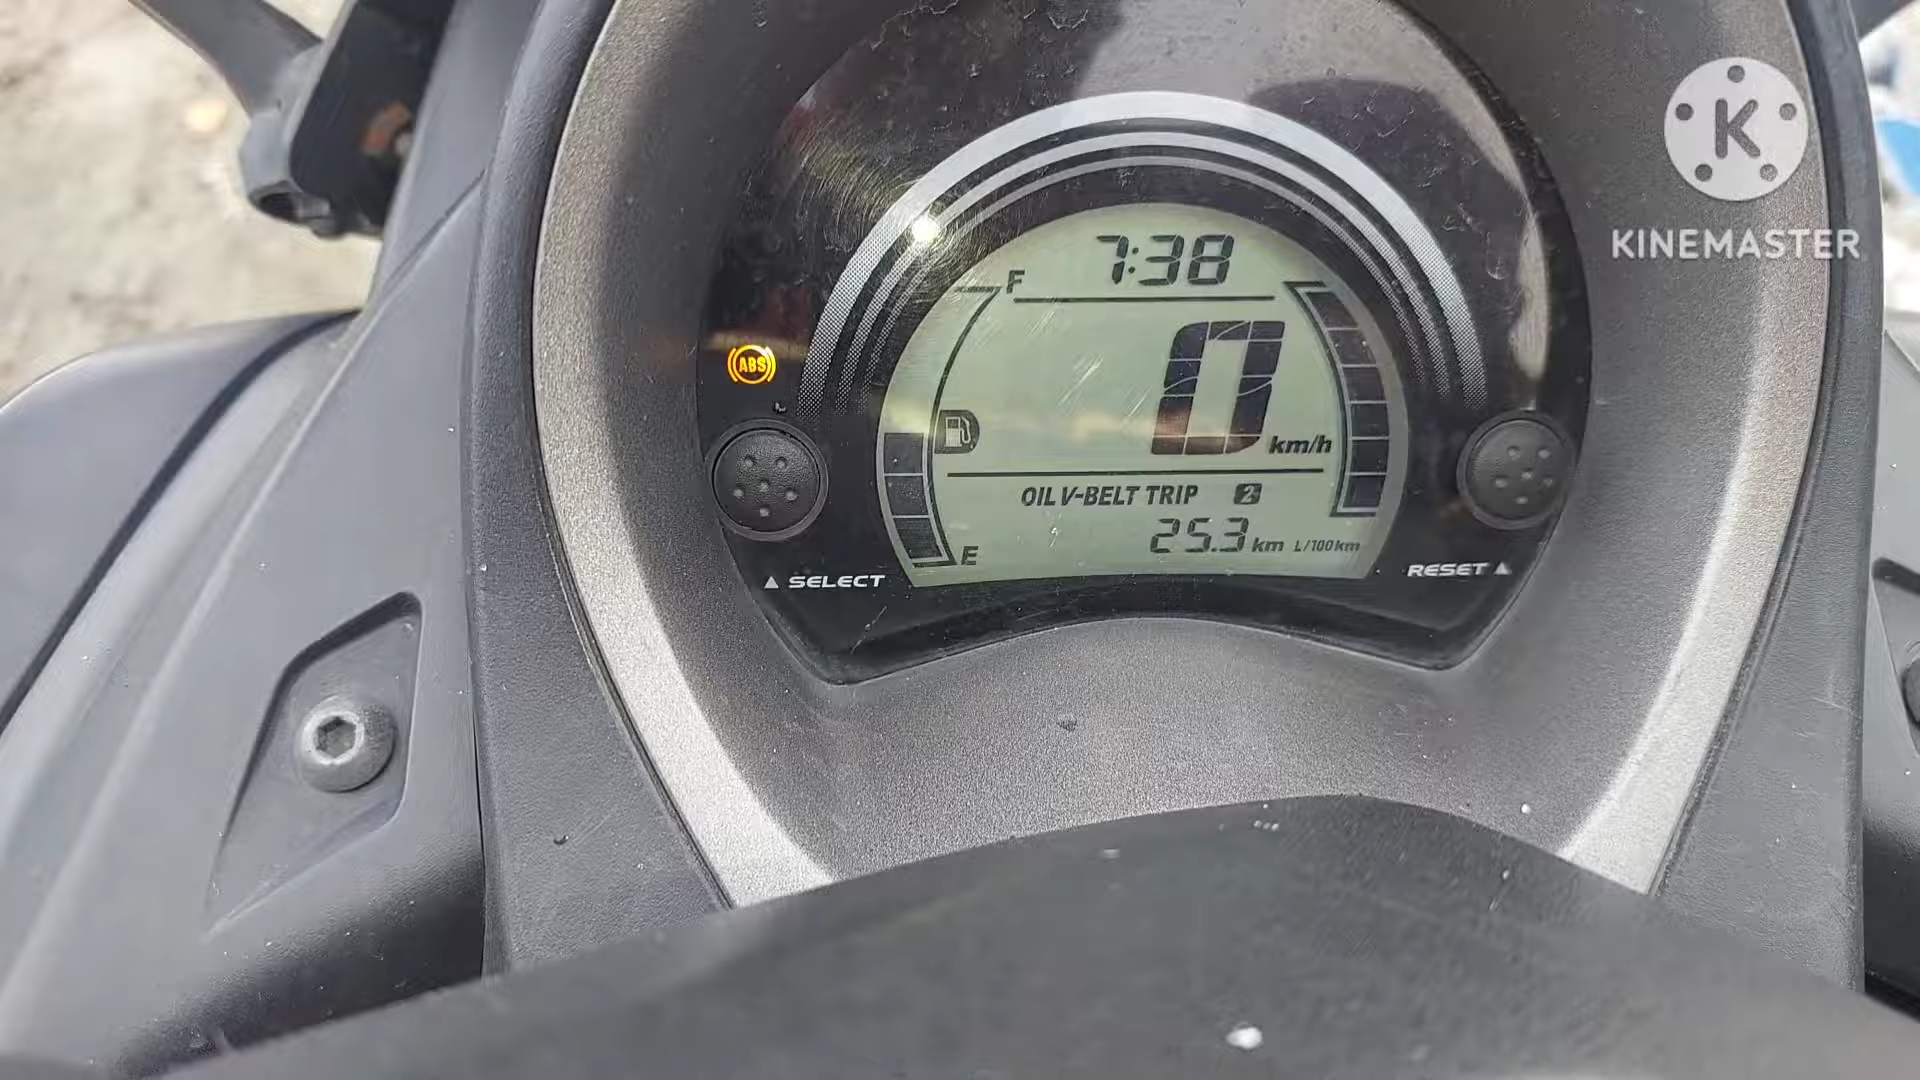 K
KINEMASTER
7:38
F
ABS
0
km/h
OIL V-BELT TRIP 2
25.3 km L/100km
E
▲ SELECT
RESET ▲